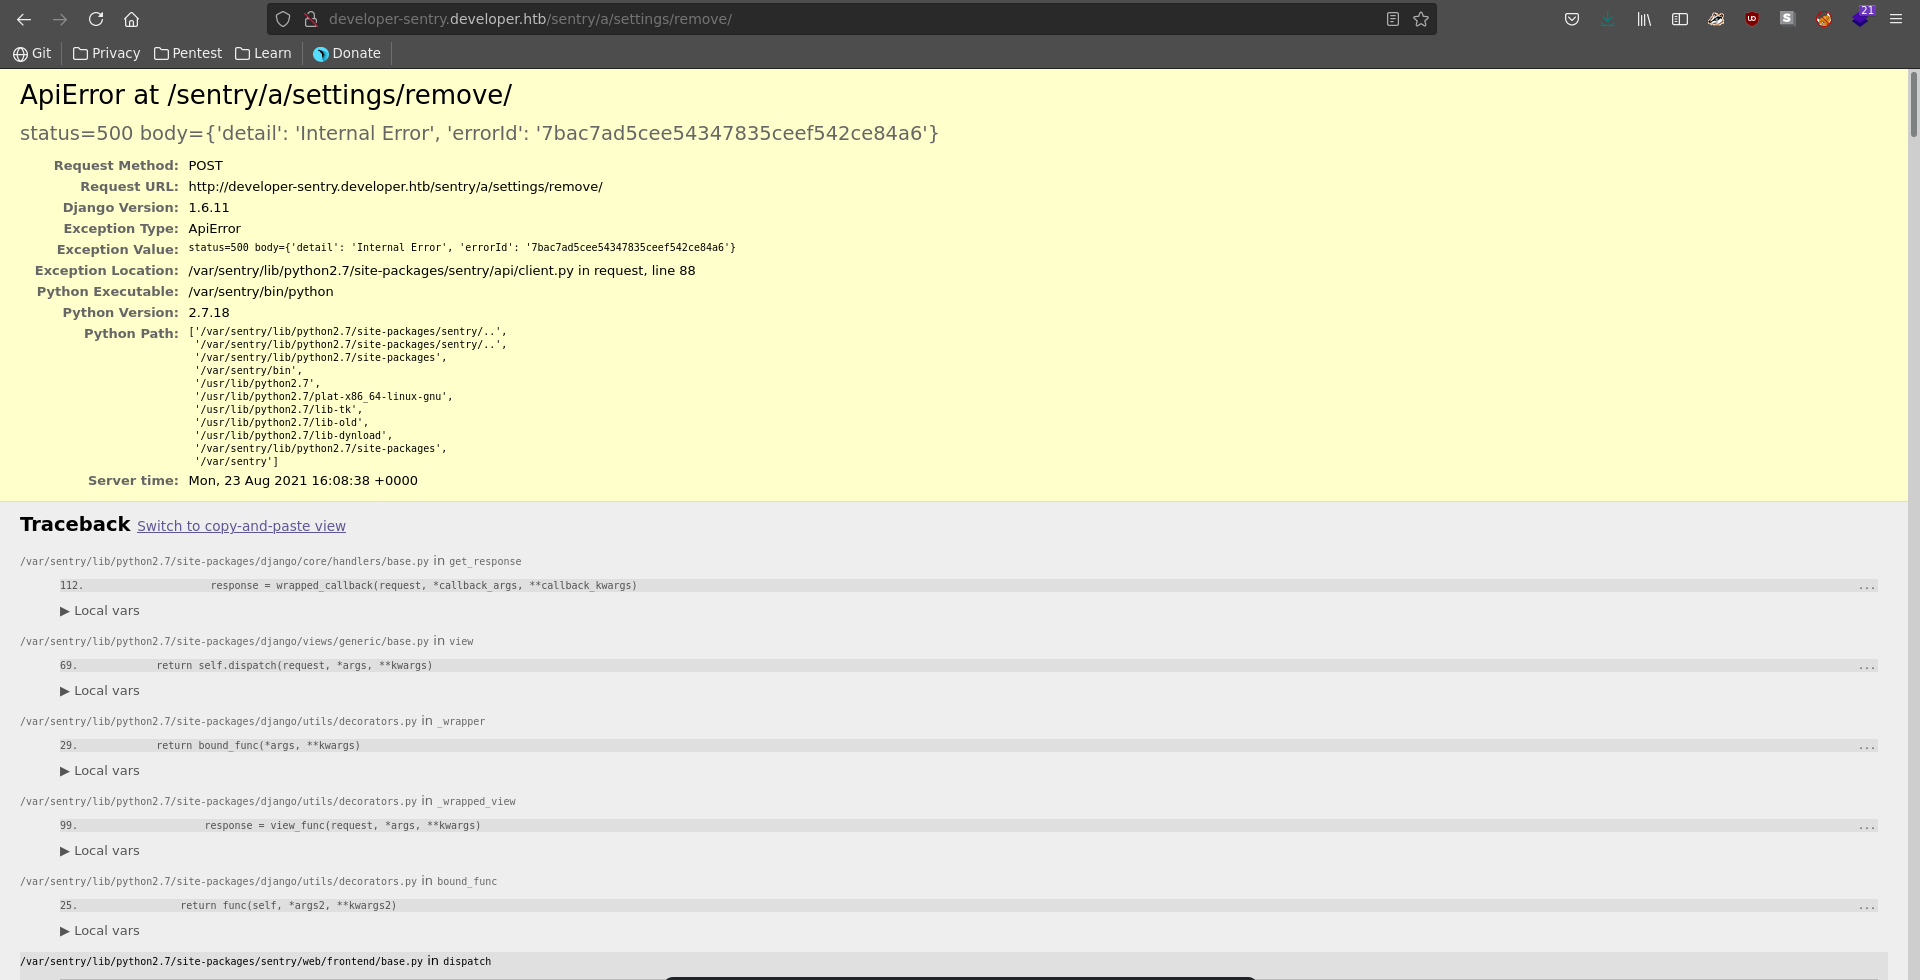 developer-sentry.developer.htb/sentry/a/settings/remove/
21
Git Privacy Pentest Learn Donate
ApiError at /sentry/a/settings/remove/
status=500 body={'detail': 'Internal Error', 'errorId': '7bac7ad5cee54347835ceef542ce84a6'}
Request Method: POST
Request URL: http://developer-sentry.developer.htb/sentry/a/settings/remove/
Django Version: 1.6.11
Exception Type: ApiError
Exception Value: status=500 body={'detail': 'Internal Error', 'errorId': '7bac7ad5cee54347835ceef542ce84a6'}
Exception Location: /var/sentry/lib/python2.7/site-packages/sentry/api/client.py in request, line 88
Python Executable: /var/sentry/bin/python
Python Version: 2.7.18
Python Path: ['/var/sentry/lib/python2.7/site-packages/sentry/..',
'/var/sentry/lib/python2.7/site-packages/sentry/..',
'/var/sentry/lib/python2.7/site-packages',
'/var/sentry/bin',
'/usr/lib/python2.7',
'/usr/lib/python2.7/plat-x86_64-linux-gnu',
'/usr/lib/python2.7/lib-tk',
'/usr/lib/python2.7/lib-old',
'/usr/lib/python2.7/lib-dynload',
'/var/sentry/lib/python2.7/site-packages',
'/var/sentry']
Server time: Mon, 23 Aug 2021 16:08:38 +0000
Traceback Switch to copy-and-paste view
/var/sentry/lib/python2.7/site-packages/django/core/handlers/base.py in get_response
112. response = wrapped_callback(request, *callback_args, **callback_kwargs) ...
▶ Local vars
/var/sentry/lib/python2.7/site-packages/django/views/generic/base.py in view
69. return self.dispatch(request, *args, **kwargs) ...
▶ Local vars
/var/sentry/lib/python2.7/site-packages/django/utils/decorators.py in _wrapper
29. return bound_func(*args, **kwargs) ...
▶ Local vars
/var/sentry/lib/python2.7/site-packages/django/utils/decorators.py in _wrapped_view
99. response = view_func(request, *args, **kwargs) ...
▶ Local vars
/var/sentry/lib/python2.7/site-packages/django/utils/decorators.py in bound_func
25. return func(self, *args2, **kwargs2) ...
▶ Local vars
/var/sentry/lib/python2.7/site-packages/sentry/web/frontend/base.py in dispatch